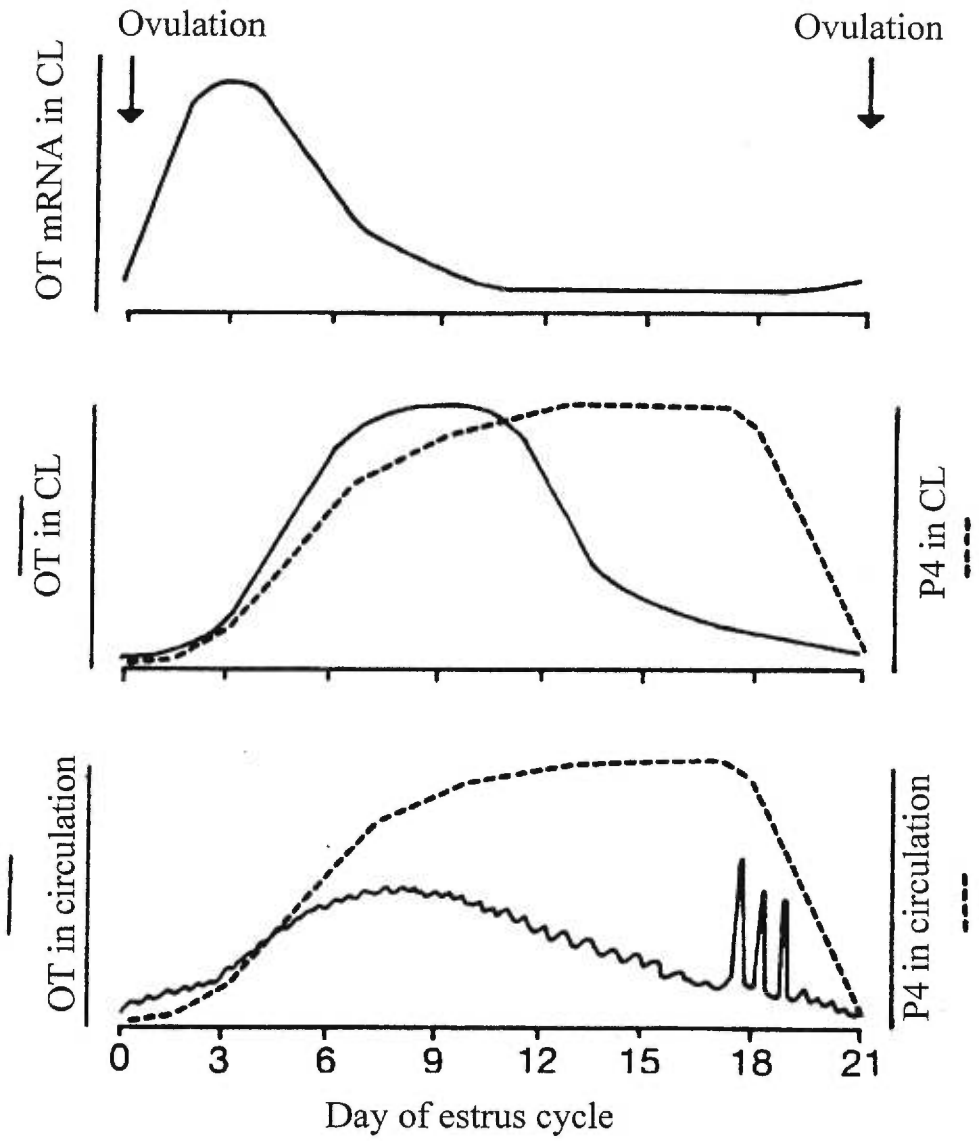 Ovulation
Ovulation
OT mRNA in CL
OT in CL
P4 in CL
OT in circulation
P4 in circulation
0 3 6 9 12 15 18 21
Day of estrus cycle